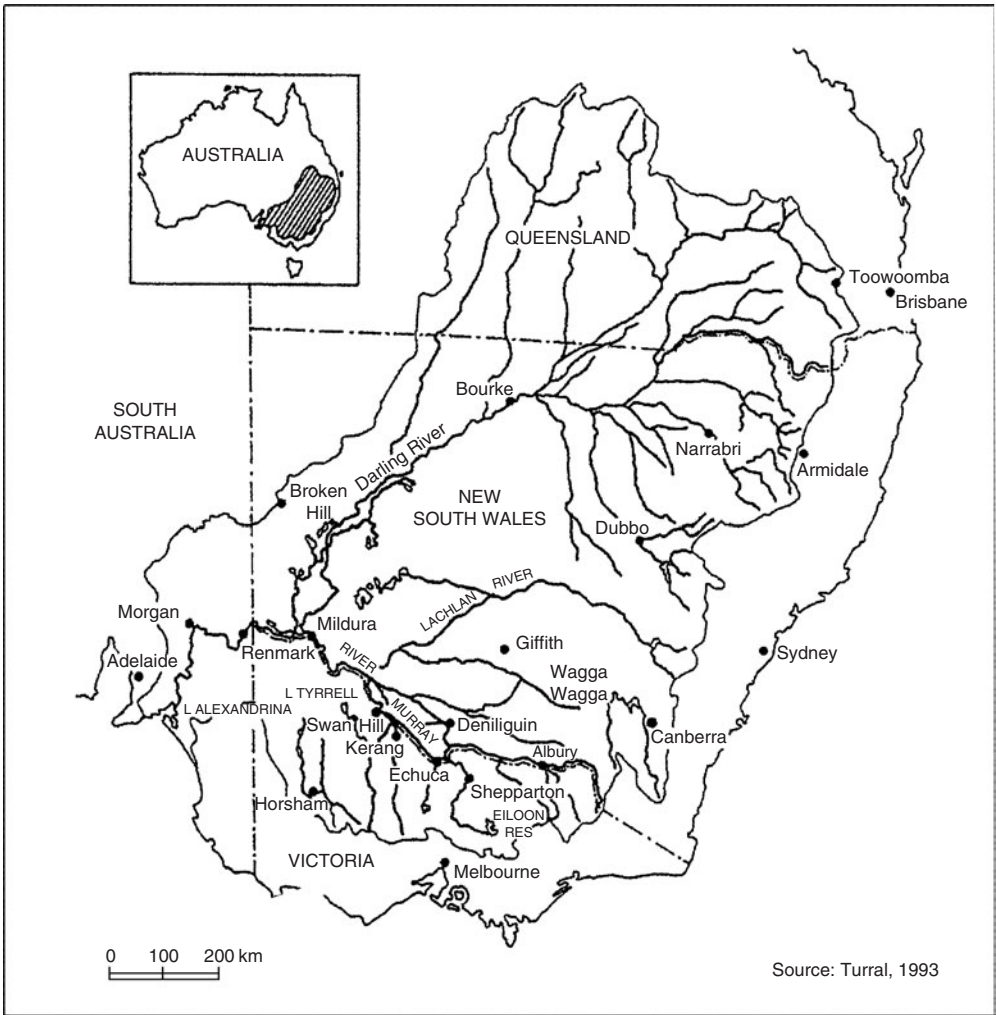 AUSTRALIA
QUEENSLAND
Toowoomba
Brisbane
Bourke
SOUTH
AUSTRALIA
Darling River
Narrabri
Armidale
Broken
Hill
NEW
SOUTH WALES
Dubbo
LACHLAN RIVER
Morgan
Mildura
Renmark
Giffith
Sydney
Adelaide
RIVER
MURRAY
Wagga
Wagga
L TYRRELL
L ALEXANDRINA
Swan Hill
Deniliguin
Canberra
Kerang
Albury
Echuca
Shepparton
Horsham
EILOON
RES
VICTORIA
Melbourne
0 100 200 km
Source: Turral, 1993